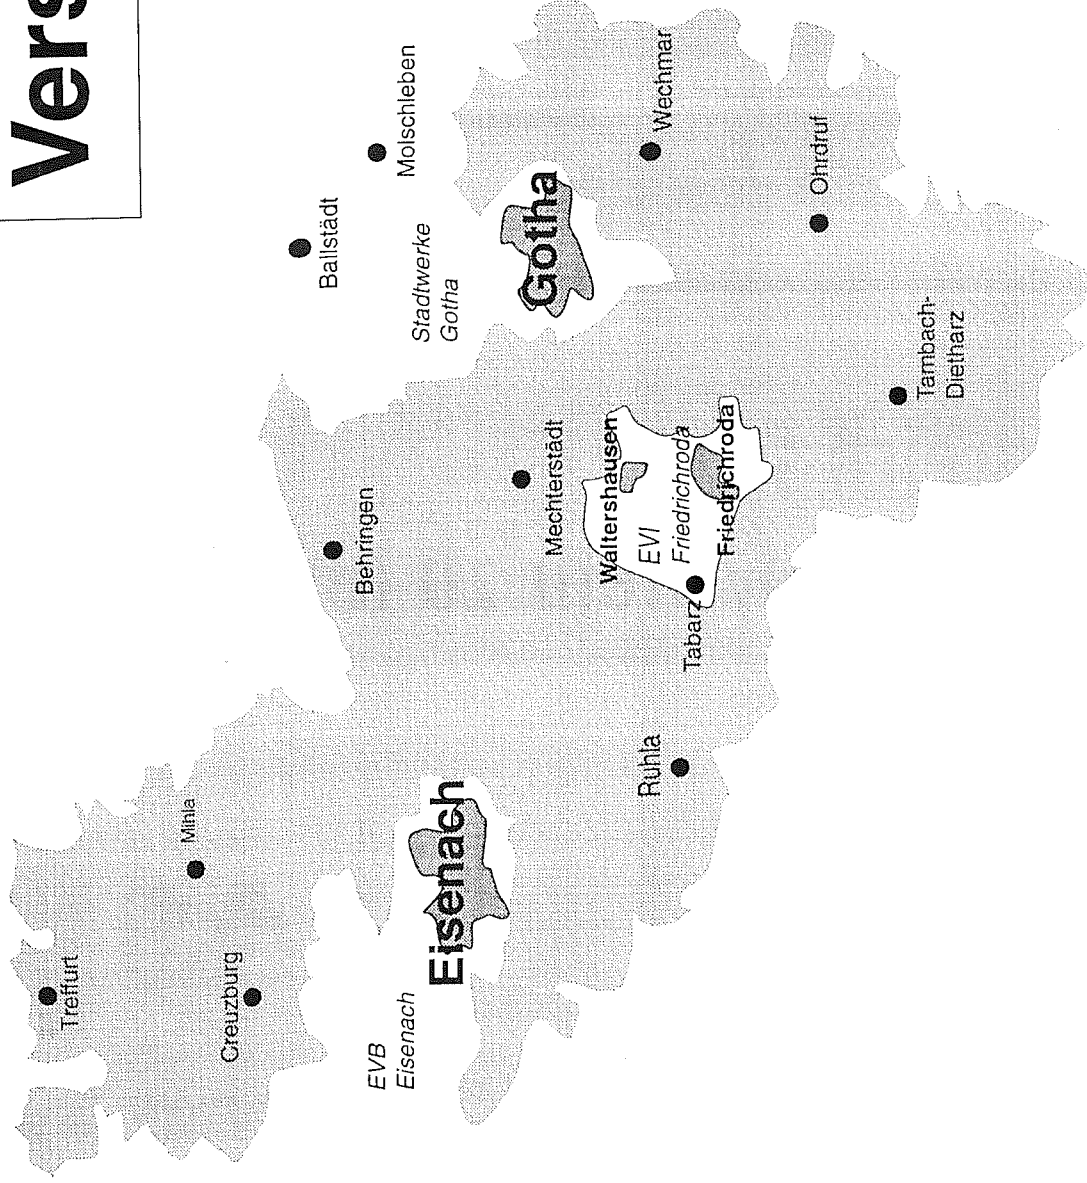 Vers
Treffurt
Mihla
Creuzburg
Ballstädt
Behringen
EVB
Eisenach
Molschleben
Stadtwerke
Gotha
Eisenach
Gotha
Mechterstädt
Waltershausen
EVI
Friedrichroda
Ruhla
Wechmar
Tabarz
Friedrichroda
Ohrdruf
Tambach-
Dietharz